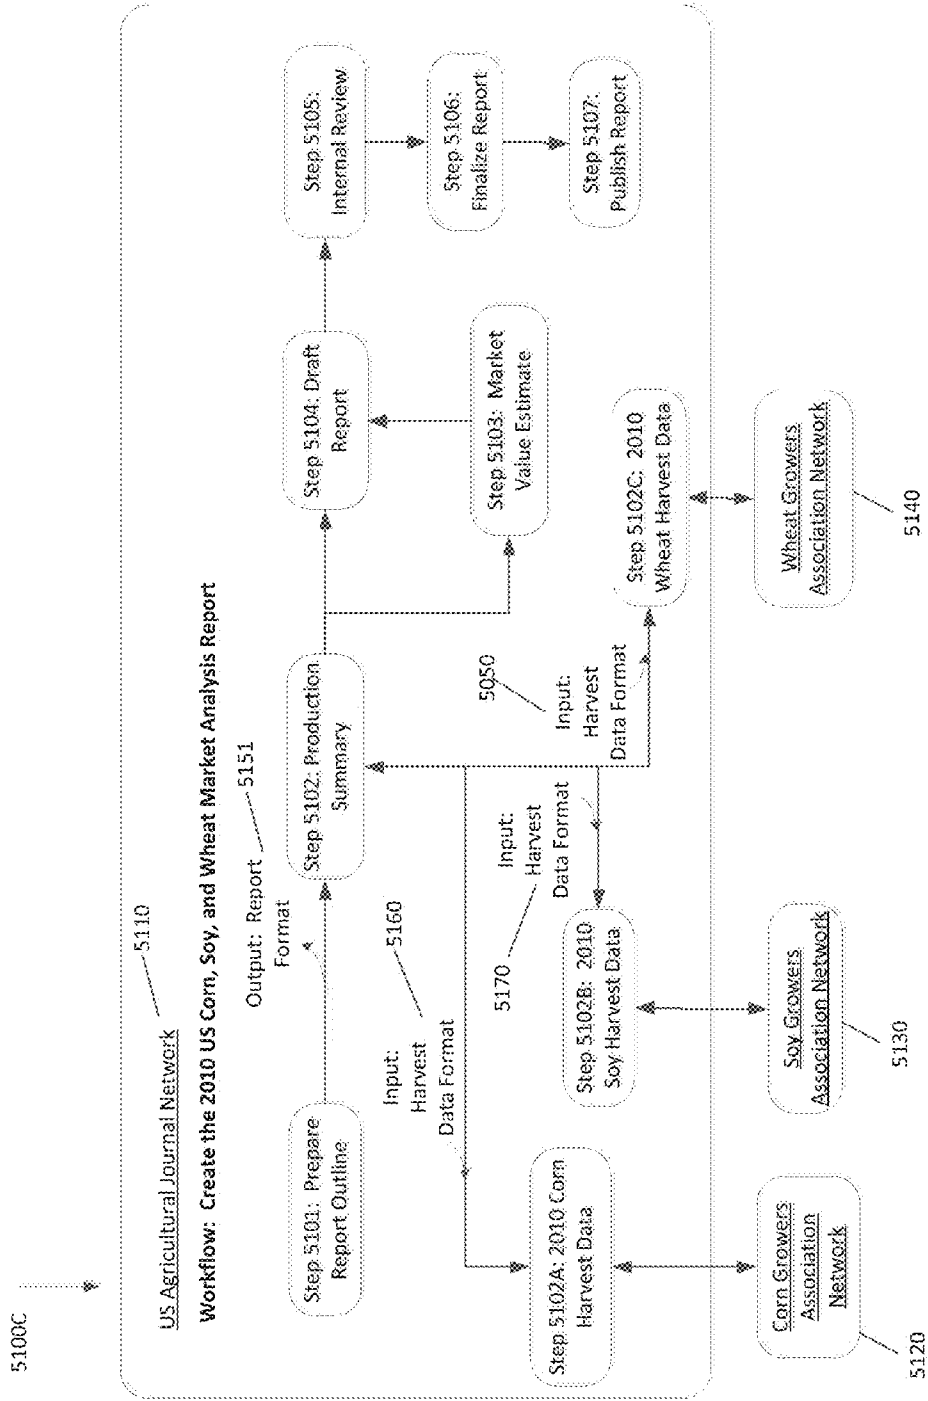 5100C
US Agricultural Journal Network
5110
Workflow: Create the 2010 US Corn, Soy, and Wheat Market Analysis Report
Output: Report
Format
5151
Step 5101: Prepare
Report Outline
Step 5102: Production
Summary
Step 5104: Draft
Report
Step 5105:
Internal Review
Input:
Harvest
Data Format
5160
Step 5103: Market
Value Estimate
Step 5106:
Finalize Report
5170
Input:
Harvest
Data Format
5050
Input:
Harvest
Data Format
Step 5107:
Publish Report
Step 5102A: 2010 Corn
Harvest Data
Step 5102B: 2010
Soy Harvest Data
Step 5102C: 2010
Wheat Harvest Data
Corn Growers
Association
Network
Soy Growers
Association Network
Wheat Growers
Association Network
5120
5130
5140